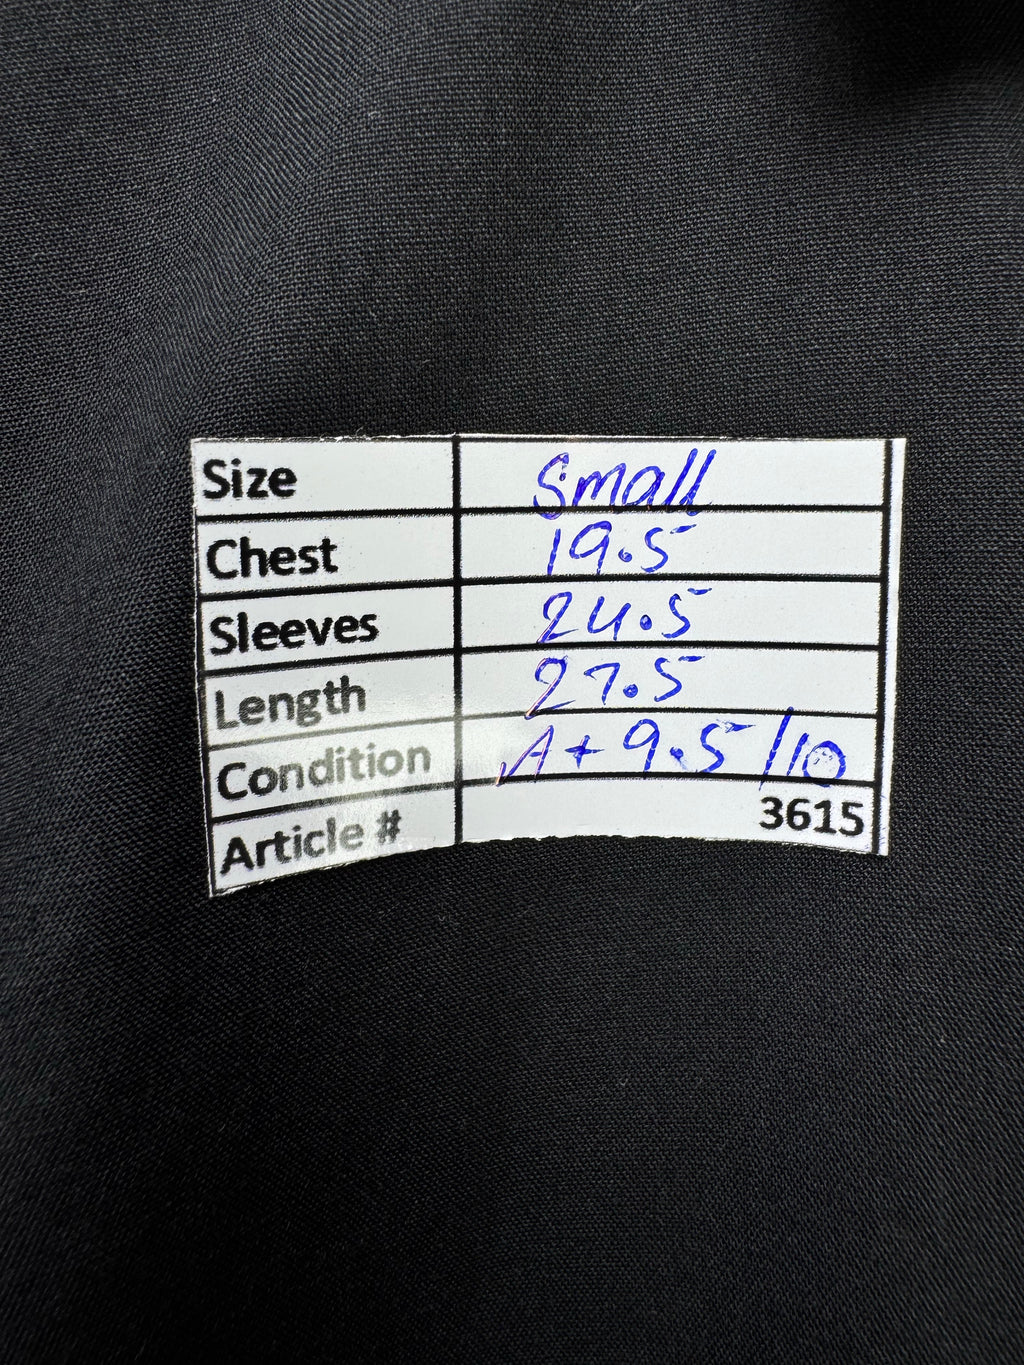 Size Small
Chest 19.5
Sleeves 24.5
Length 27.5
Condition A+ 9.5/10
Article # 3615